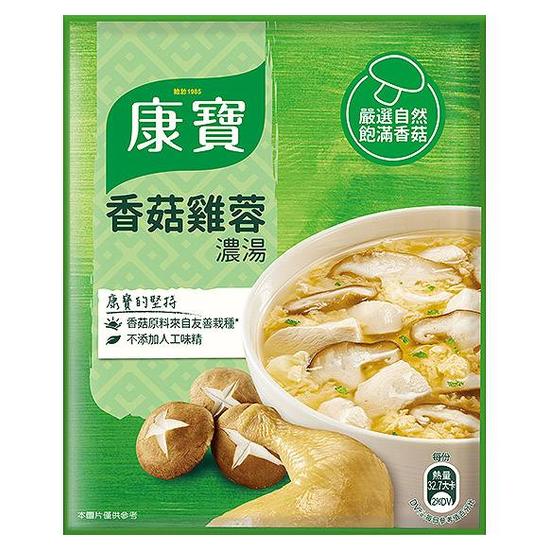 始於1985
康寶
嚴選自然
飽滿香菇
香菇雞蓉
濃湯
康寶的堅持
香菇原料來自友善栽種*
不添加人工味精
每份
熱量
32.7大卡
2%DV
本圖片僅供參考